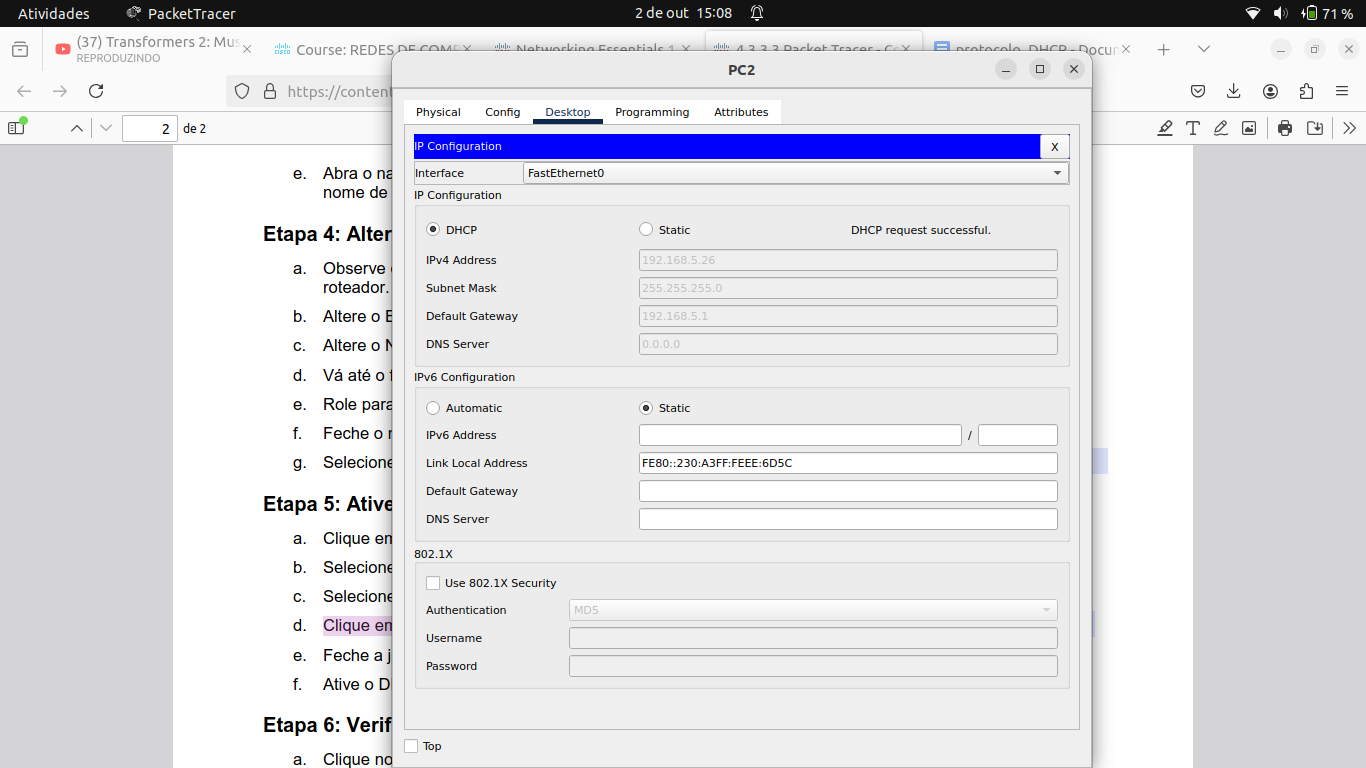 Atividades PacketTracer 2 de out 15:08 71 %
(37) Transformers 2: Mus
REPRODUZINDO
Course: REDES DE COMP
Networking Essentials 1
4.3.3.3 Packet Tracer - Co
protocolo_DHCP - Docum
https://conten
2 de 2
e. Abra o na
nome de
Etapa 4: Alter
a. Observe
roteador.
b. Altere o E
c. Altere o N
d. Vá até o f
e. Role para
f. Feche o r
g. Selecione
Etapa 5: Ative
a. Clique em
b. Selecione
c. Selecione
d. Clique em
e. Feche a j
f. Ative o D
Etapa 6: Verif
a. Clique no
PC2
Physical Config Desktop Programming Attributes
IP Configuration X
Interface FastEthernet0
IP Configuration
DHCP Static DHCP request successful.
IPv4 Address 192.168.5.26
Subnet Mask 255.255.255.0
Default Gateway 192.168.5.1
DNS Server 0.0.0.0
IPv6 Configuration
Automatic Static
IPv6 Address /
Link Local Address FE80::230:A3FF:FEEE:6D5C
Default Gateway
DNS Server
802.1X
Use 802.1X Security
Authentication MD5
Username
Password
Top